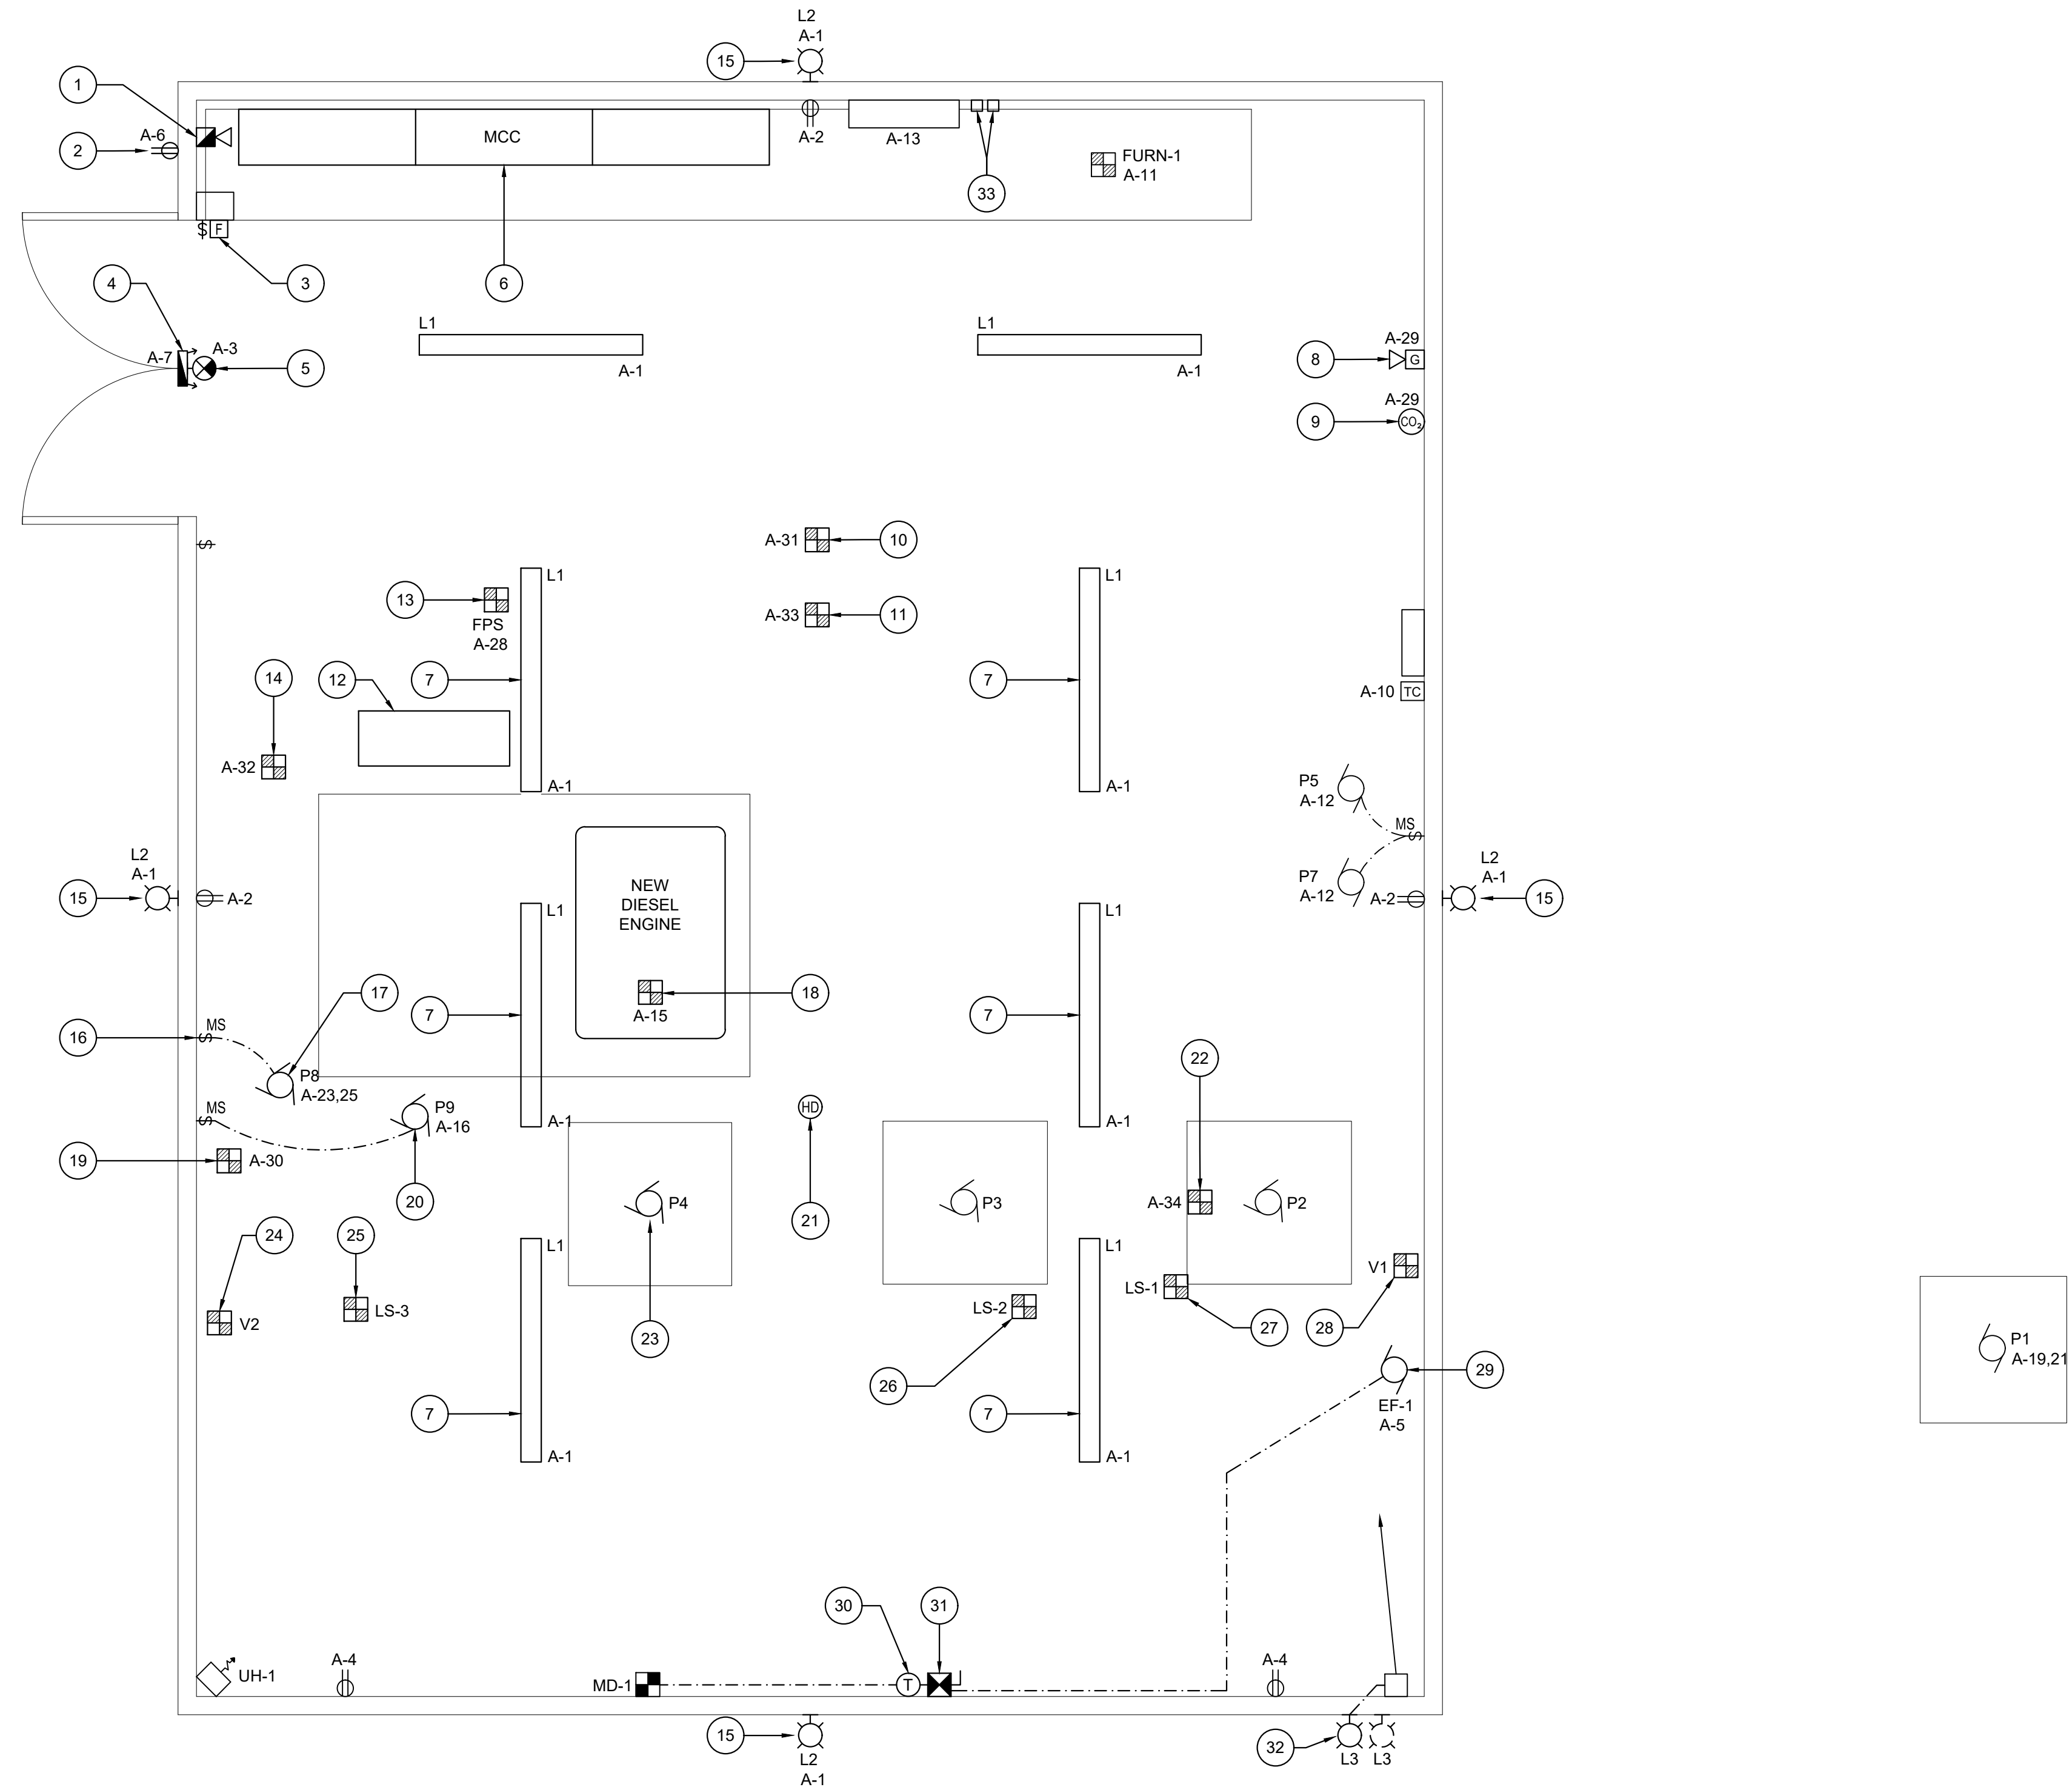 L2
A-1
15
1
A-6
2
MCC
A-2
A-13
FURN-1
A-11
33
$
F
4
3
6
L1
L1
A-7
A-3
5
A-1
A-1
A-29
8
G
A-29
9
CO₂
S
A-31
10
L1
L1
13
FPS
A-28
A-33
11
14
12
7
7
A-10
TC
A-32
A-1
A-1
P5
A-12
MS
S
L2
A-1
15
A-2
NEW
DIESEL
ENGINE
L1
L1
P7
A-12
A-2
L2
A-1
15
17
18
7
7
A-15
16
MS
S
P8
A-23,25
22
MS
S
P9
A-16
A-1
HD
A-1
19
A-30
20
P4
21
P3
A-34
P2
24
25
L1
L1
V1
LS-1
V2
LS-3
23
LS-2
27
28
P1
A-19,21
26
29
7
7
EF-1
A-5
A-1
A-1
30
31
UH-1
A-4
MD-1
T
A-4
15
L2
A-1
32
L3
L3